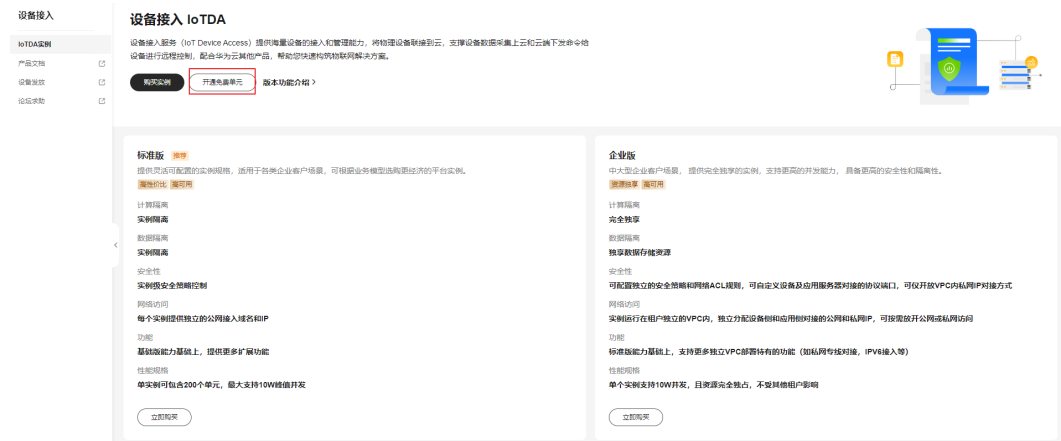 设备接入
IoTDA实例
产品文档
设备发放
论坛求助
设备接入 IoTDA
设备接入服务（IoT Device Access）提供海量设备的接入和管理能力，将物理设备联接到云，支撑设备数据采集上云和云端下发命令给
设备进行远程控制，配合华为云其他产品，帮助您快速构筑物联网解决方案。
购买实例 开通免费单元 版本功能介绍
标准版 推荐
提供灵活可配置的实例规格，适用于各类企业客户场景，可根据业务模型选购更经济的平台实例。
高性价比 高可用
计算隔离
实例隔离
数据隔离
实例隔离
安全性
实例级安全策略控制
网络访问
每个实例提供独立的公网接入域名和IP
功能
基础版能力基础上，提供更多扩展功能
性能规格
单实例可包含200个单元，最大支持10W峰值并发
立即购买
企业版
中大型企业客户场景， 提供完全独享的实例，支持更高的并发能力， 具备更高的安全性和隔离性。
资源独享 高可用
计算隔离
完全独享
数据隔离
独享数据存储资源
安全性
可配置独立的安全策略和网络ACL规则，可自定义设备及应用服务器对接的协议端口，可仅开放VPC内私网IP对接方式
网络访问
实例运行在租户独立的VPC内，独立分配设备侧和应用侧对接的公网和私网IP，可按需放开公网或私网访问
功能
标准版能力基础上，支持更多独立VPC部署特有的功能（如私网专线对接，IPV6接入等）
性能规格
单个实例支持10W并发，且资源完全独占，不受其他租户影响
立即购买